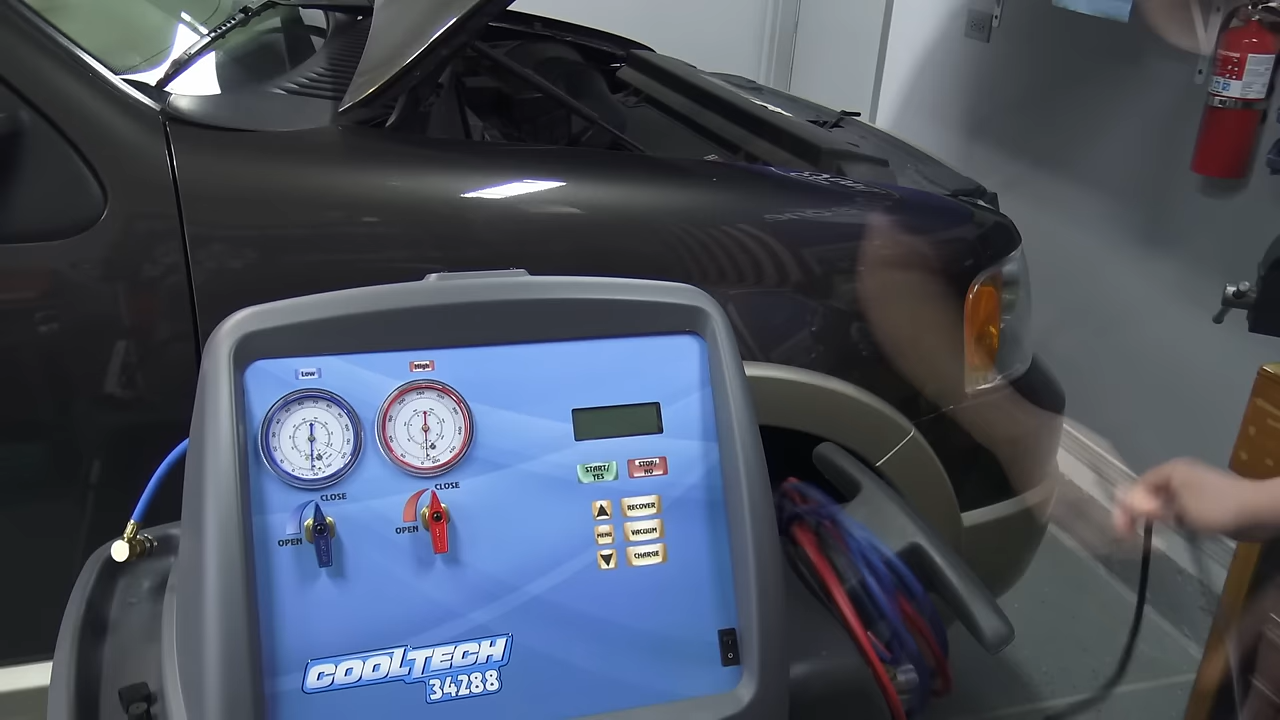 Low
High
CLOSE
OPEN
CLOSE
OPEN
START/
YES
STOP/
NO
RECOVER
MENU
VACUUM
CHARGE
COOLTECH
34288